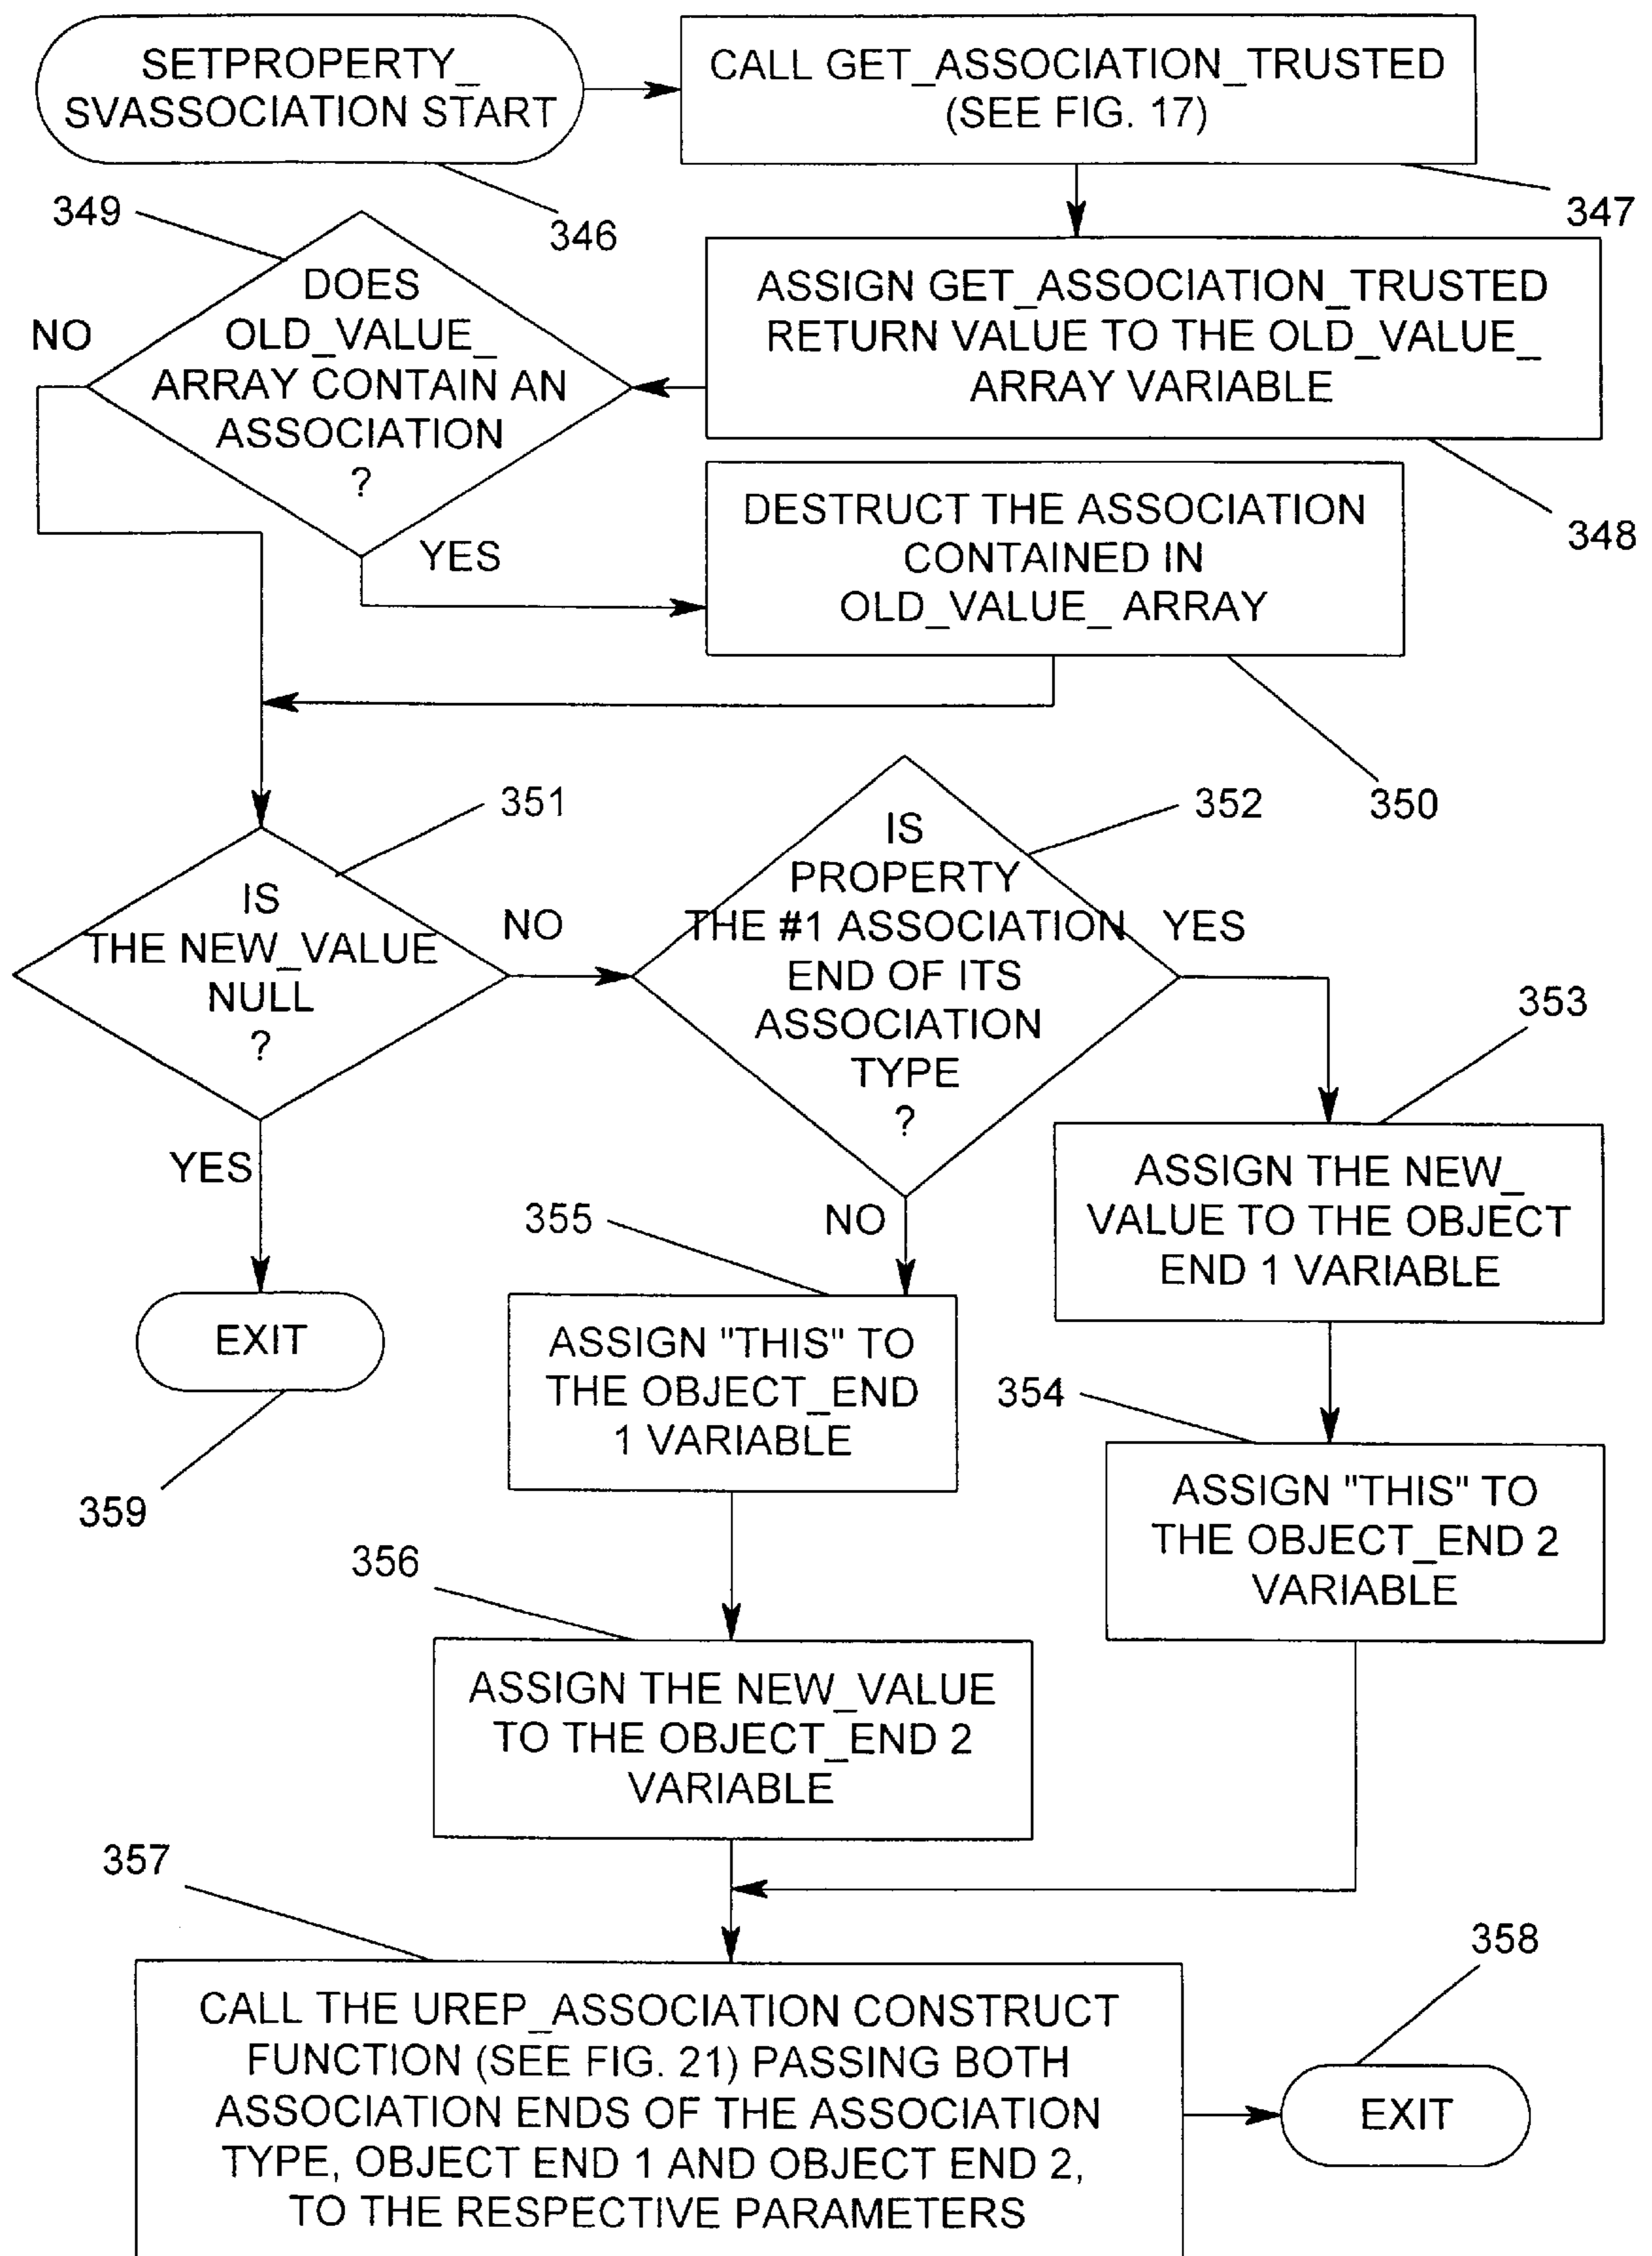 SETPROPERTY_
SVASSOCIATION START
346
CALL GET_ASSOCIATION_TRUSTED
(SEE FIG. 17)
347
ASSIGN GET_ASSOCIATION_TRUSTED
RETURN VALUE TO THE OLD_VALUE_
ARRAY VARIABLE
348
349
DOES
OLD_VALUE_
ARRAY CONTAIN AN
ASSOCIATION
?
NO
YES
DESTRUCT THE ASSOCIATION
CONTAINED IN
OLD_VALUE_ ARRAY
350
351
IS
THE NEW_VALUE
NULL
?
NO
YES
EXIT
359
352
IS
PROPERTY
THE #1 ASSOCIATION
END OF ITS
ASSOCIATION
TYPE
?
YES
NO
353
ASSIGN THE NEW_
VALUE TO THE OBJECT
END 1 VARIABLE
354
ASSIGN "THIS" TO
THE OBJECT_END 2
VARIABLE
355
ASSIGN "THIS" TO
THE OBJECT_END
1 VARIABLE
356
ASSIGN THE NEW_VALUE
TO THE OBJECT_END 2
VARIABLE
357
CALL THE UREP_ASSOCIATION CONSTRUCT
FUNCTION (SEE FIG. 21) PASSING BOTH
ASSOCIATION ENDS OF THE ASSOCIATION
TYPE, OBJECT END 1 AND OBJECT END 2,
TO THE RESPECTIVE PARAMETERS
358
EXIT